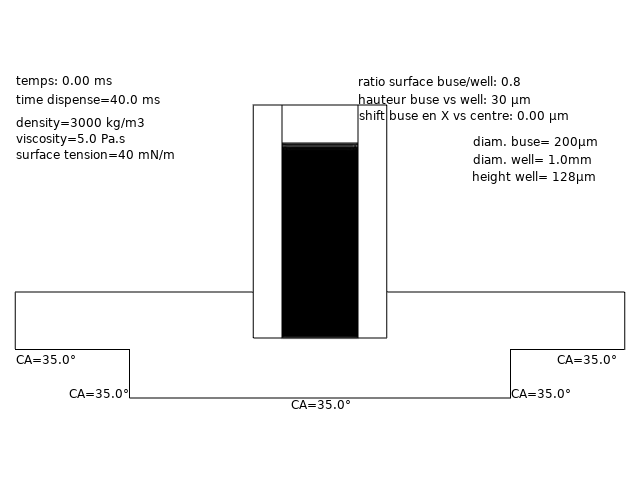 temps: 0.00 ms
time dispense=40.0 ms
density=3000 kg/m3
viscosity=5.0 Pa.s
surface tension=40 mN/m
ratio surface buse/well: 0.8
hauteur buse vs well: 30 µm
shift buse en X vs centre: 0.00 µm
diam. buse= 200µm
diam. well= 1.0mm
height well= 128µm
CA=35.0°
CA=35.0°
CA=35.0°
CA=35.0°
CA=35.0°